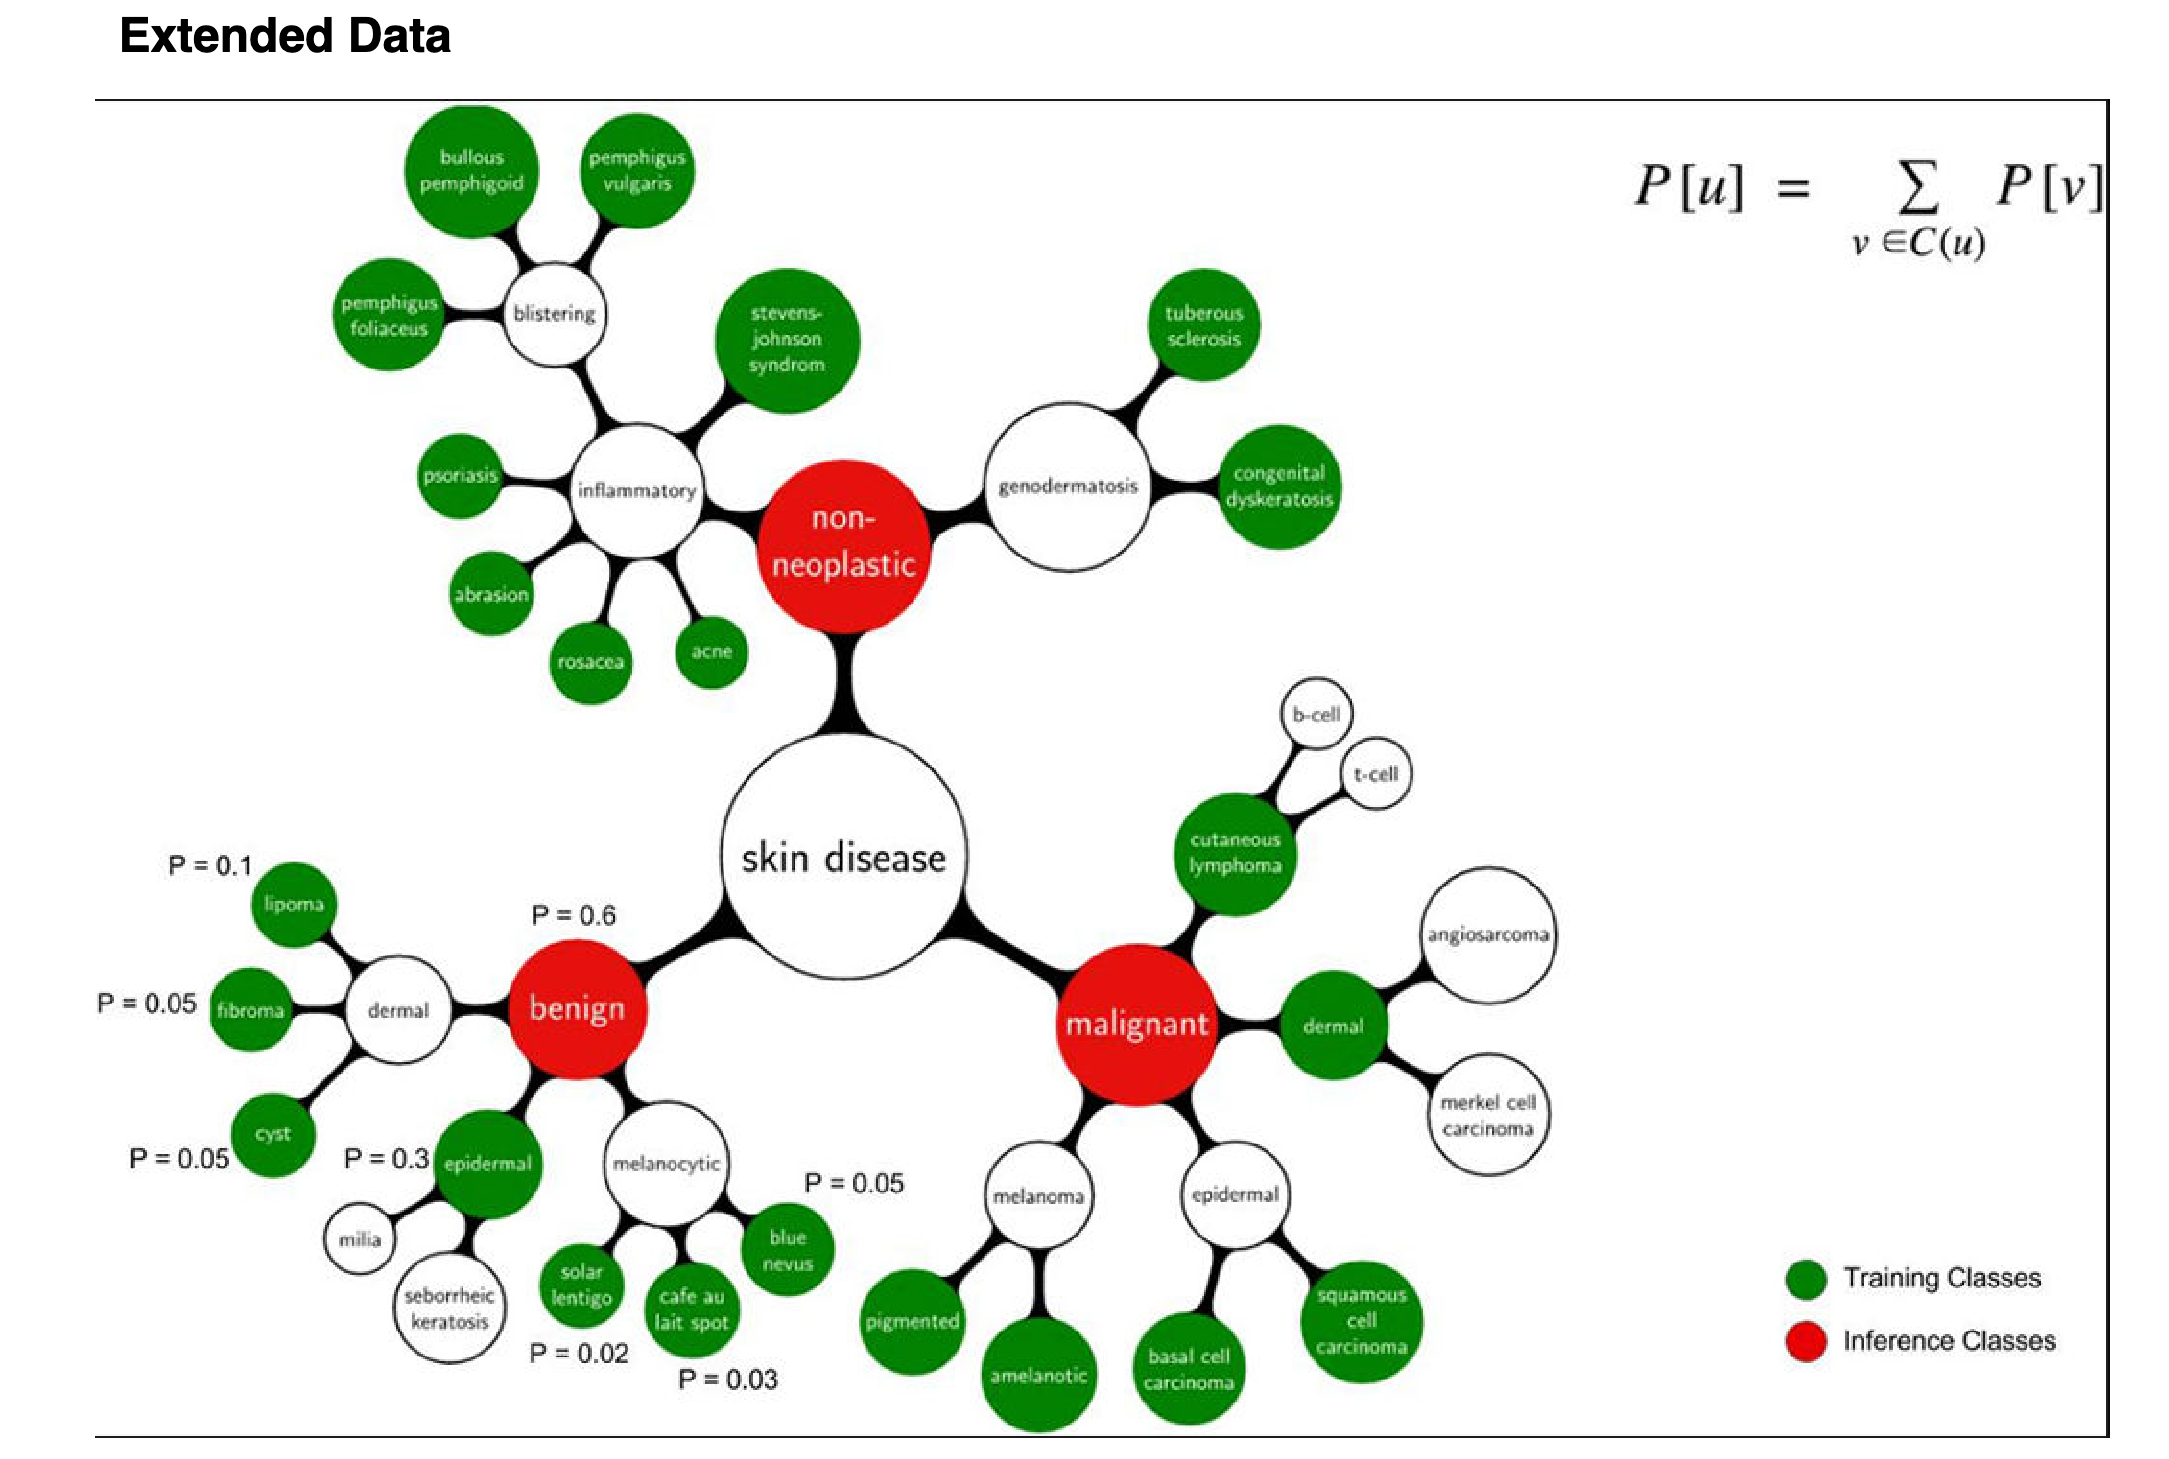 Extended Data
P[u] = ∑ P[v]
v ∈C(u)
bullous
pemphigoid
pemphigus
vulgaris
pemphigus
foliaceus
blistering
stevens-
johnson
syndrom
tuberous
sclerosis
psoriasis
inflammatory
non-
neoplastic
genodermatosis
congenital
dyskeratosis
abrasion
rosacea
acne
b-cell
t-cell
skin disease
cutaneous
lymphoma
P = 0.1
lipoma
P = 0.6
angiosarcoma
P = 0.05
fibroma
dermal
benign
malignant
dermal
merkel cell
carcinoma
cyst
P = 0.05
P = 0.3
epidermal
melanocytic
P = 0.05
melanoma
epidermal
milia
blue
nevus
seborrheic
keratosis
solar
lentigo
cafe au
lait spot
P = 0.02
P = 0.03
pigmented
amelanotic
basal cell
carcinoma
squamous
cell
carcinoma
Training Classes
Inference Classes